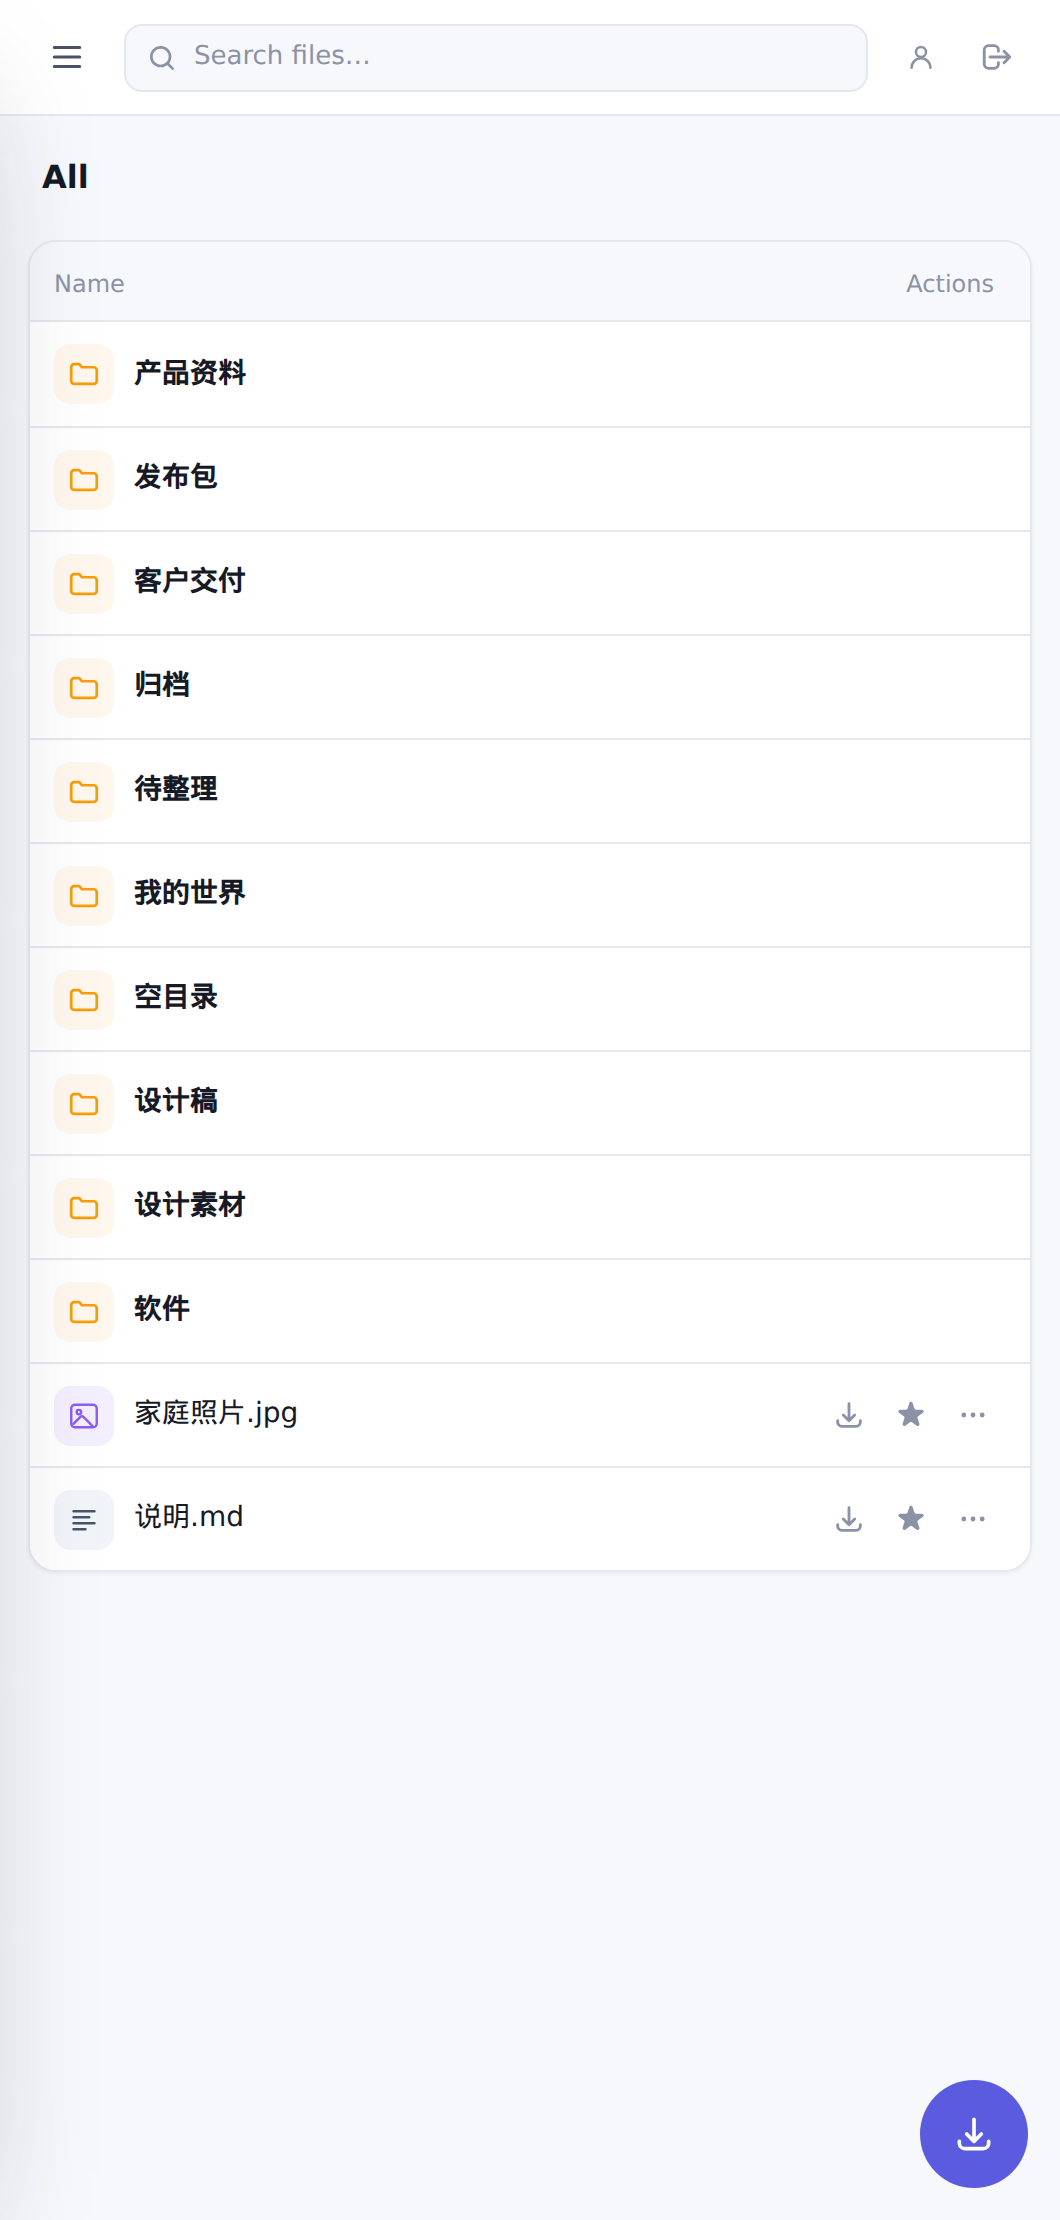 Search files...
All
Name Actions
产品资料
发布包
客户交付
归档
待整理
我的世界
空目录
设计稿
设计素材
软件
家庭照片.jpg
说明.md